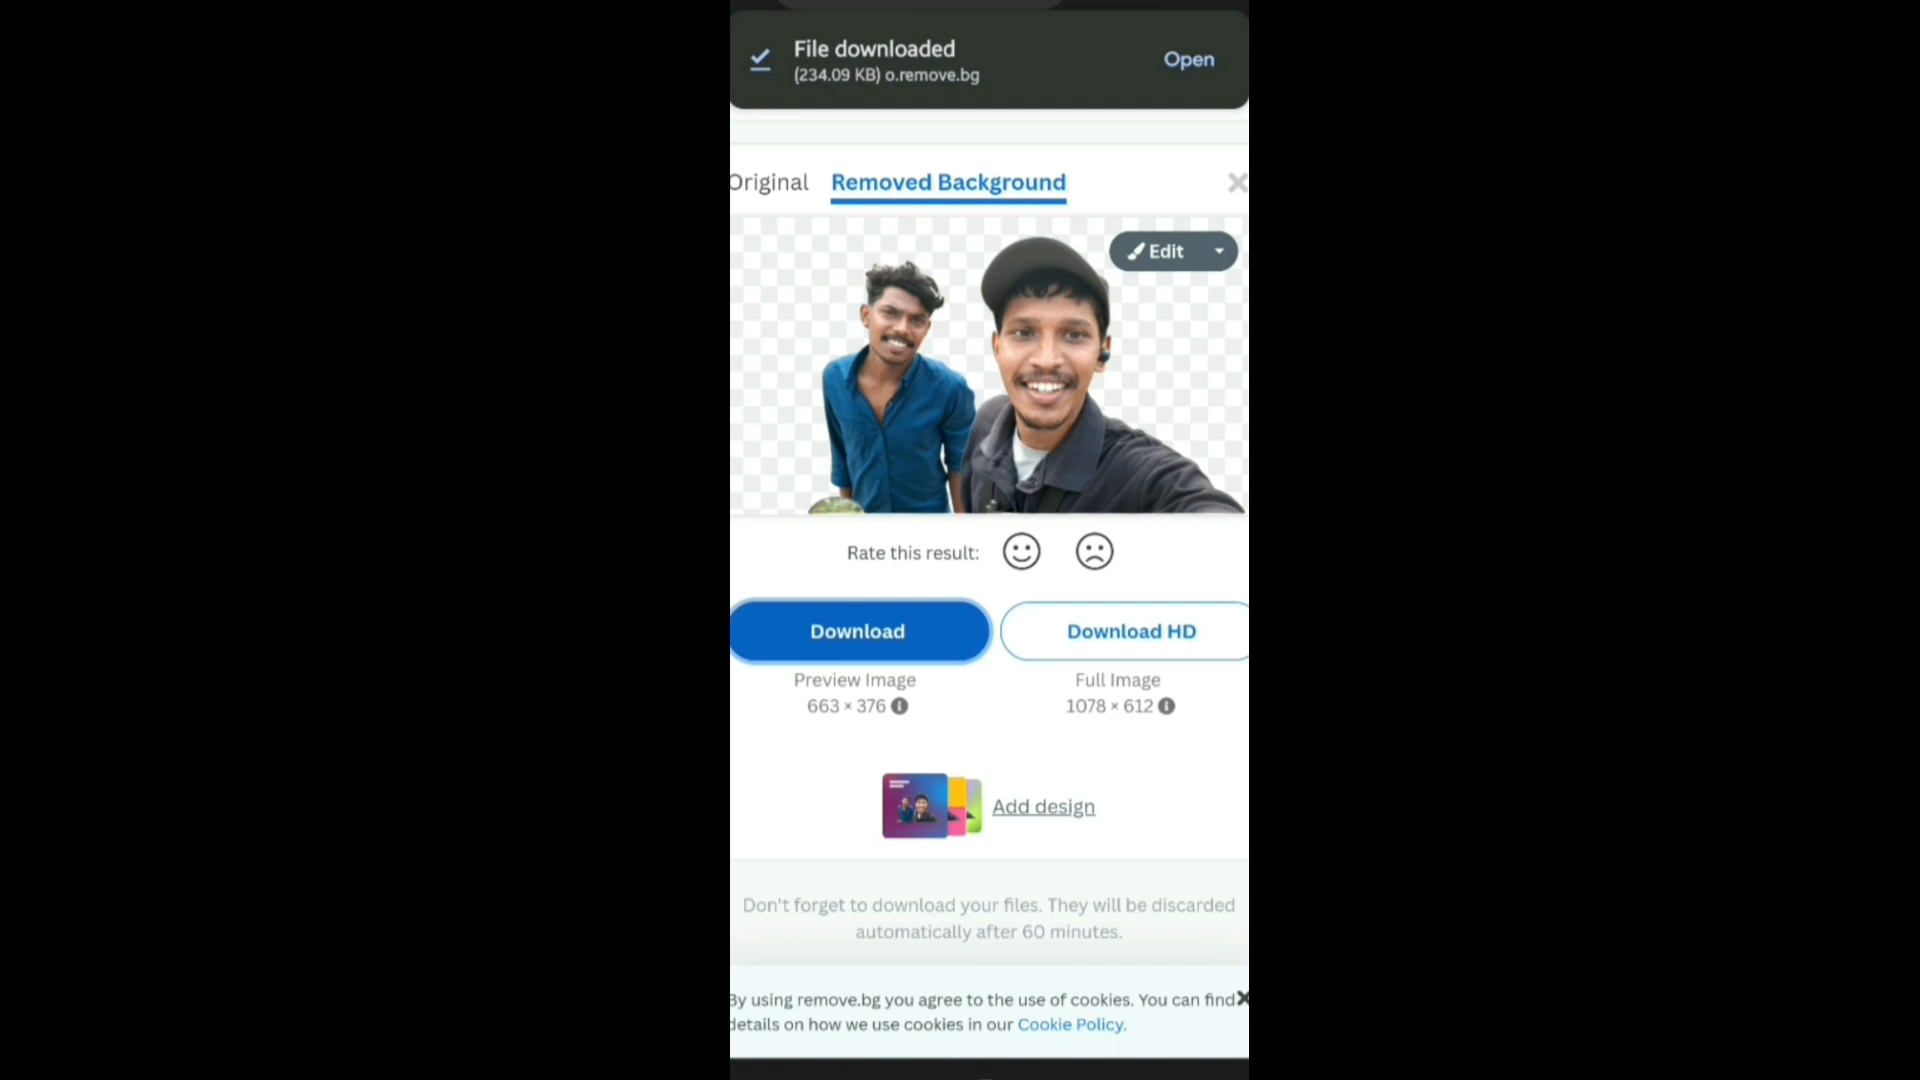 File downloaded
(234.09 KB) o.remove.bg
Open
Original
Removed Background
Edit
Rate this result:
Download
Download HD
Preview Image
Full Image
663 × 376
1078 × 612
Add design
Don't forget to download your files. They will be discarded
automatically after 60 minutes.
By using remove.bg you agree to the use of cookies. You can find
details on how we use cookies in our Cookie Policy.